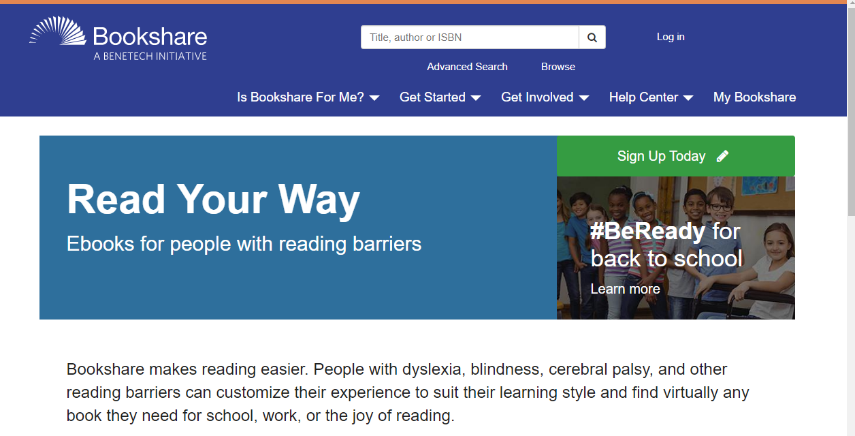 Bookshare
A BENETECH INITIATIVE
Title, author or ISBN
Log in
Advanced Search
Browse
Is Bookshare For Me?
Get Started
Get Involved
Help Center
My Bookshare
Read Your Way
Ebooks for people with reading barriers
Sign Up Today
#BeReady for
back to school
Learn more
Bookshare makes reading easier. People with dyslexia, blindness, cerebral palsy, and other
reading barriers can customize their experience to suit their learning style and find virtually any
book they need for school, work, or the joy of reading.